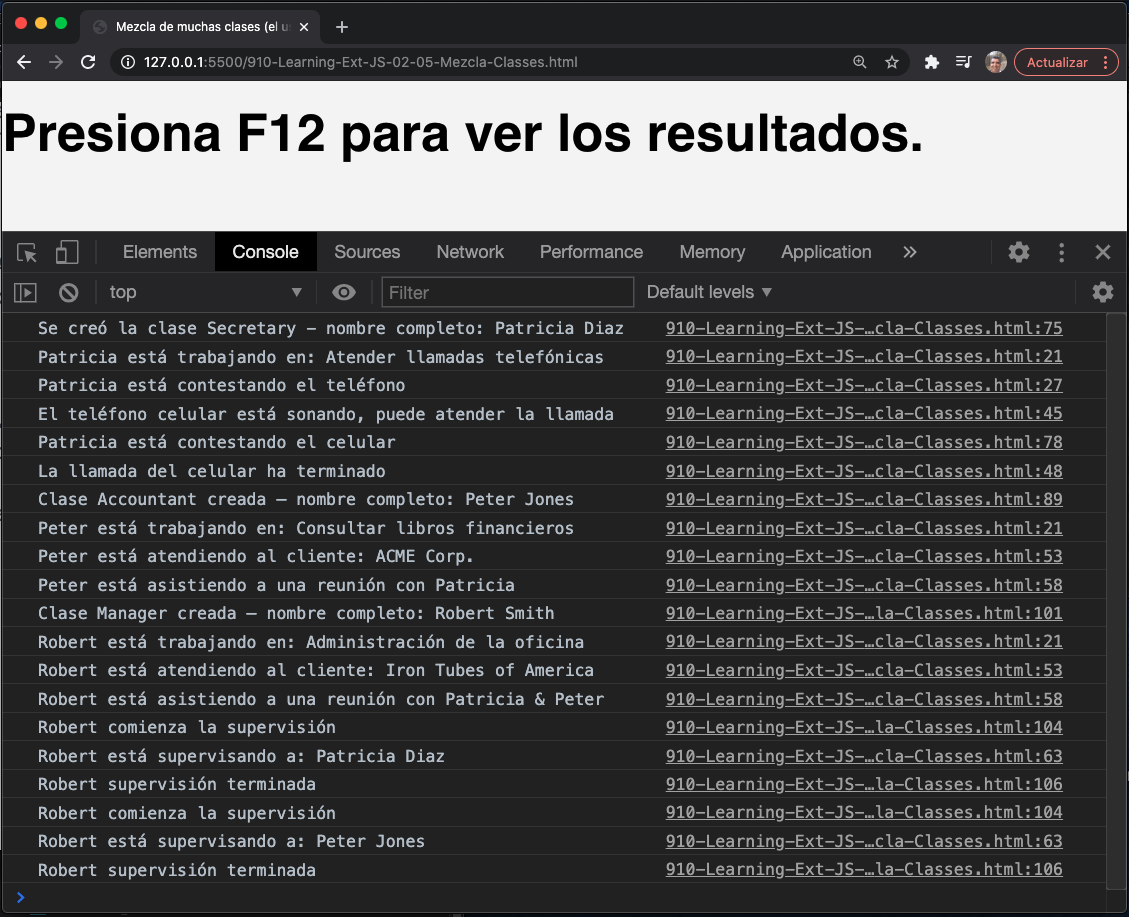 Mezcla de muchas clases (el u
127.0.0.1:5500/910-Learning-Ext-JS-02-05-Mezcla-Classes.html
Actualizar
Presiona F12 para ver los resultados.
Elements Console Sources Network Performance Memory Application
top Filter Default levels
Se creó la clase Secretary – nombre completo: Patricia Diaz 910-Learning-Ext-JS-…cla-Classes.html:75
Patricia está trabajando en: Atender llamadas telefónicas 910-Learning-Ext-JS-…cla-Classes.html:21
Patricia está contestando el teléfono 910-Learning-Ext-JS-…cla-Classes.html:27
El teléfono celular está sonando, puede atender la llamada 910-Learning-Ext-JS-…cla-Classes.html:45
Patricia está contestando el celular 910-Learning-Ext-JS-…cla-Classes.html:78
La llamada del celular ha terminado 910-Learning-Ext-JS-…cla-Classes.html:48
Clase Accountant creada – nombre completo: Peter Jones 910-Learning-Ext-JS-…cla-Classes.html:89
Peter está trabajando en: Consultar libros financieros 910-Learning-Ext-JS-…cla-Classes.html:21
Peter está atendiendo al cliente: ACME Corp. 910-Learning-Ext-JS-…cla-Classes.html:53
Peter está asistiendo a una reunión con Patricia 910-Learning-Ext-JS-…cla-Classes.html:58
Clase Manager creada – nombre completo: Robert Smith 910-Learning-Ext-JS-…la-Classes.html:101
Robert está trabajando en: Administración de la oficina 910-Learning-Ext-JS-…cla-Classes.html:21
Robert está atendiendo al cliente: Iron Tubes of America 910-Learning-Ext-JS-…cla-Classes.html:53
Robert está asistiendo a una reunión con Patricia & Peter 910-Learning-Ext-JS-…cla-Classes.html:58
Robert comienza la supervisión 910-Learning-Ext-JS-…la-Classes.html:104
Robert está supervisando a: Patricia Diaz 910-Learning-Ext-JS-…cla-Classes.html:63
Robert supervisión terminada 910-Learning-Ext-JS-…la-Classes.html:106
Robert comienza la supervisión 910-Learning-Ext-JS-…la-Classes.html:104
Robert está supervisando a: Peter Jones 910-Learning-Ext-JS-…cla-Classes.html:63
Robert supervisión terminada 910-Learning-Ext-JS-…la-Classes.html:106